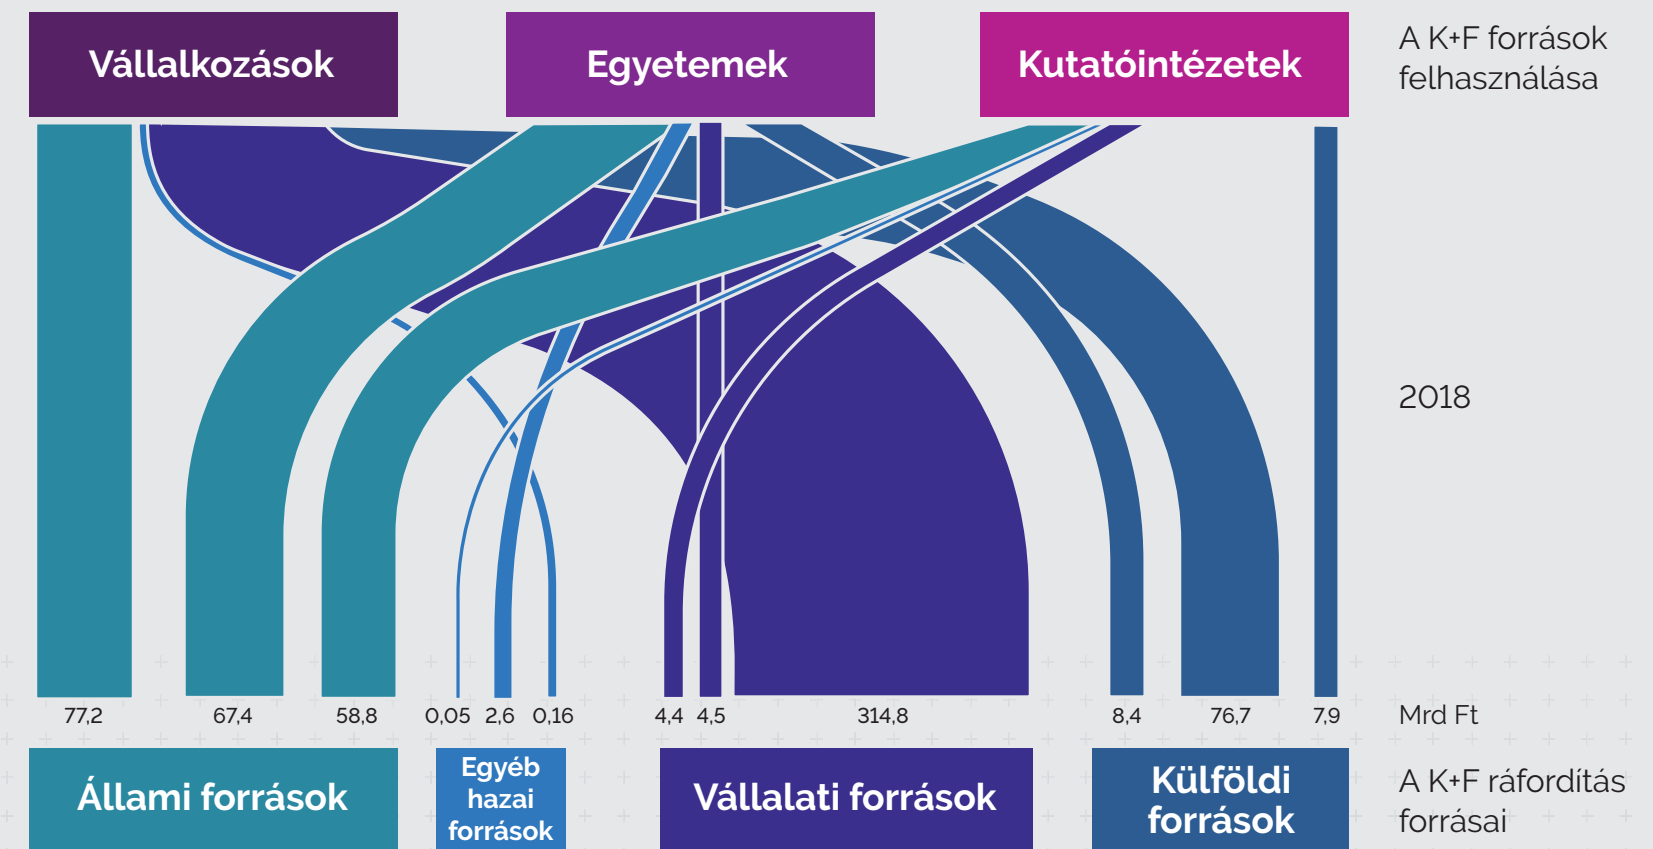 Vállalkozások
Egyetemek
Kutatóintézetek
A K+F források
felhasználása
2018
77,2
67,4
58,8
0,05
2,6
0,16
4,4
4,5
314,8
8,4
76,7
7,9
Mrd Ft
Állami források
Egyéb
hazai
források
Vállalati források
Külföldi
források
A K+F ráfordítás
forrásai